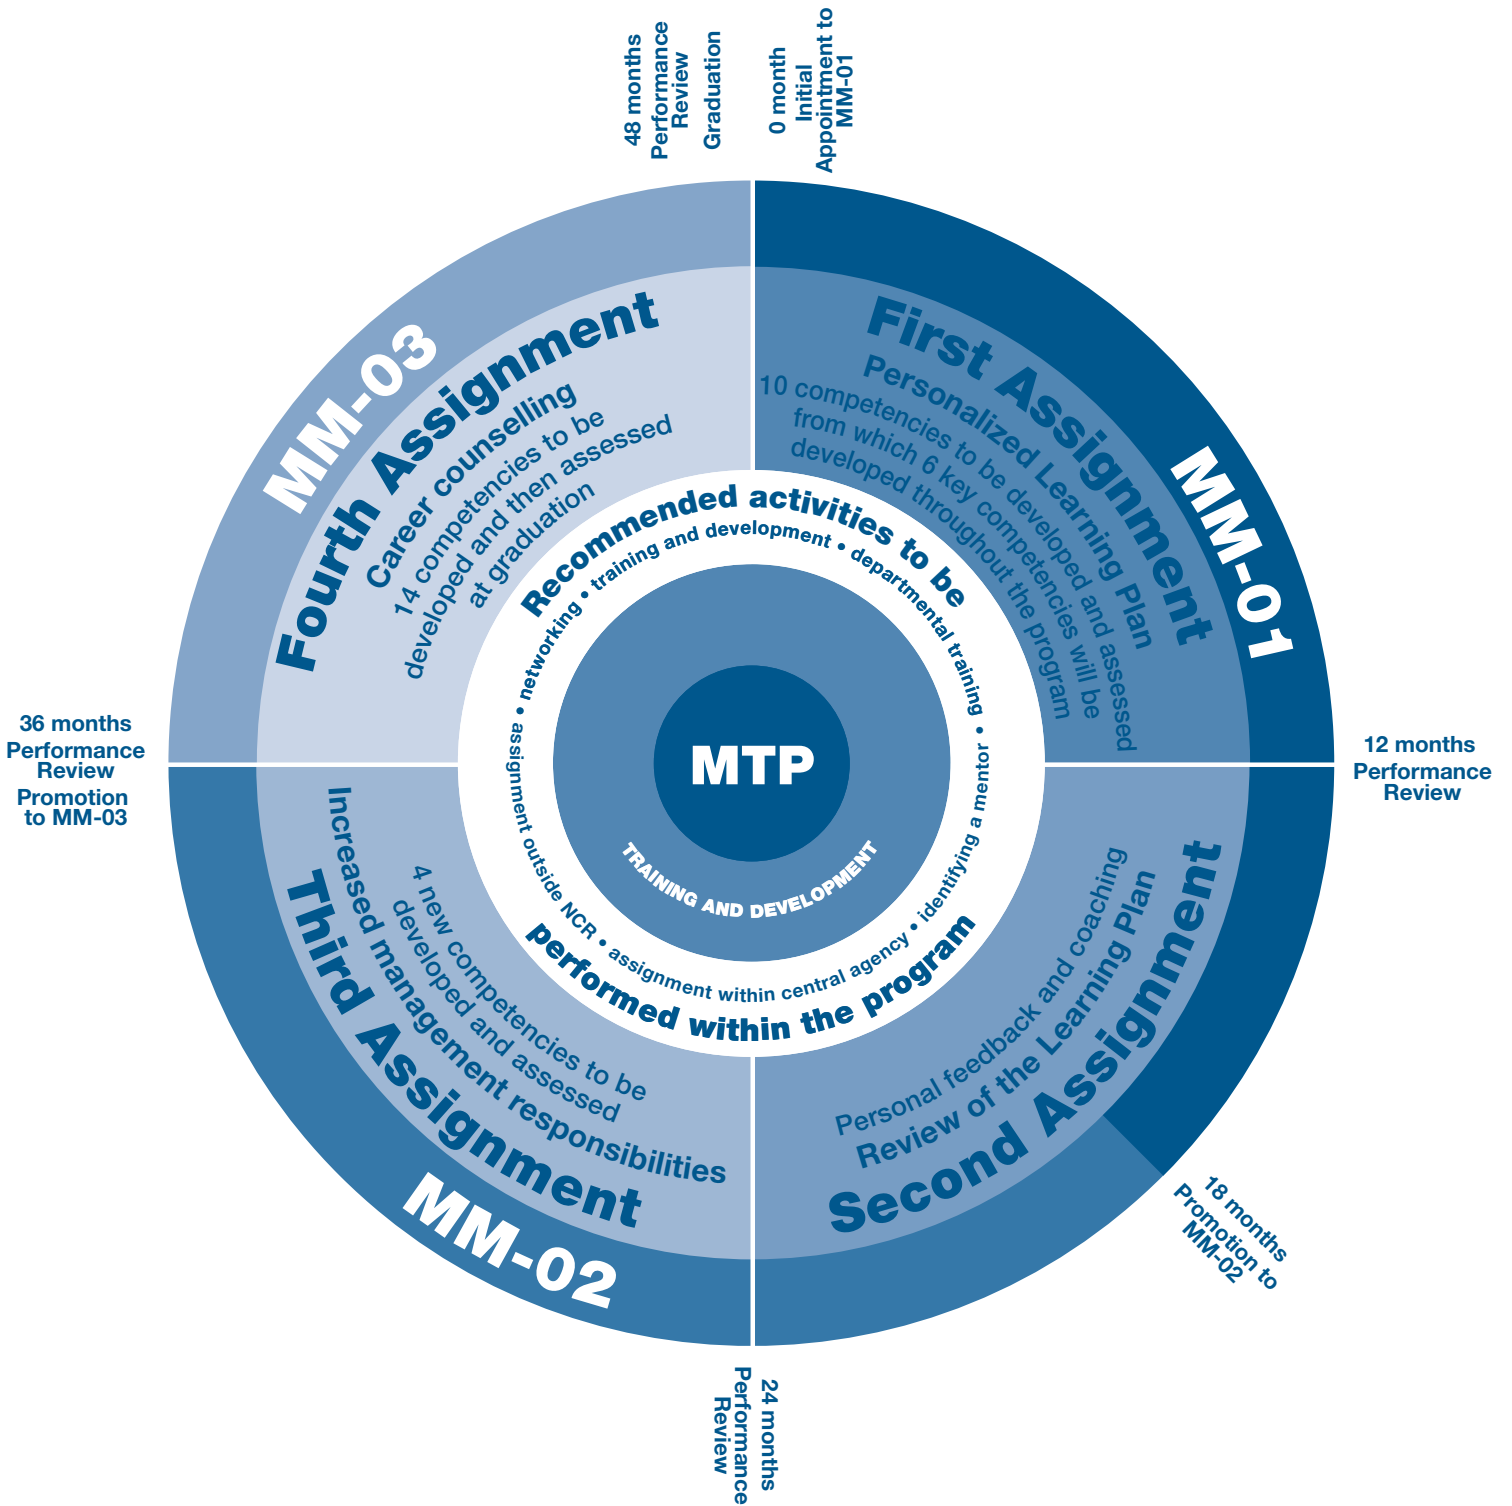 48 months
Performance
Review
Graduation
0 month
Initial
Appointment to
MM-01
MM-01
First Assignment
Personalized Learning Plan
10 competencies to be developed and assessed
from which 6 key competencies will be
developed throughout the program
12 months
Performance
Review
Second Assignment
Review of the Learning Plan
Personal feedback and coaching
18 months
Promotion to
MM-02
24 months
Performance
Review
MM-02
Third Assignment
Increased management responsibilities
4 new competencies to be
developed and assessed
36 months
Performance
Review
Promotion
to MM-03
MM-03
Fourth Assignment
Career counselling
14 competencies to be
developed and then assessed
at graduation
Recommended activities to be
performed within the program
• networking • training and development • departmental training • identifying a mentor • assignment within central agency • assignment outside NCR
MTP
TRAINING AND DEVELOPMENT